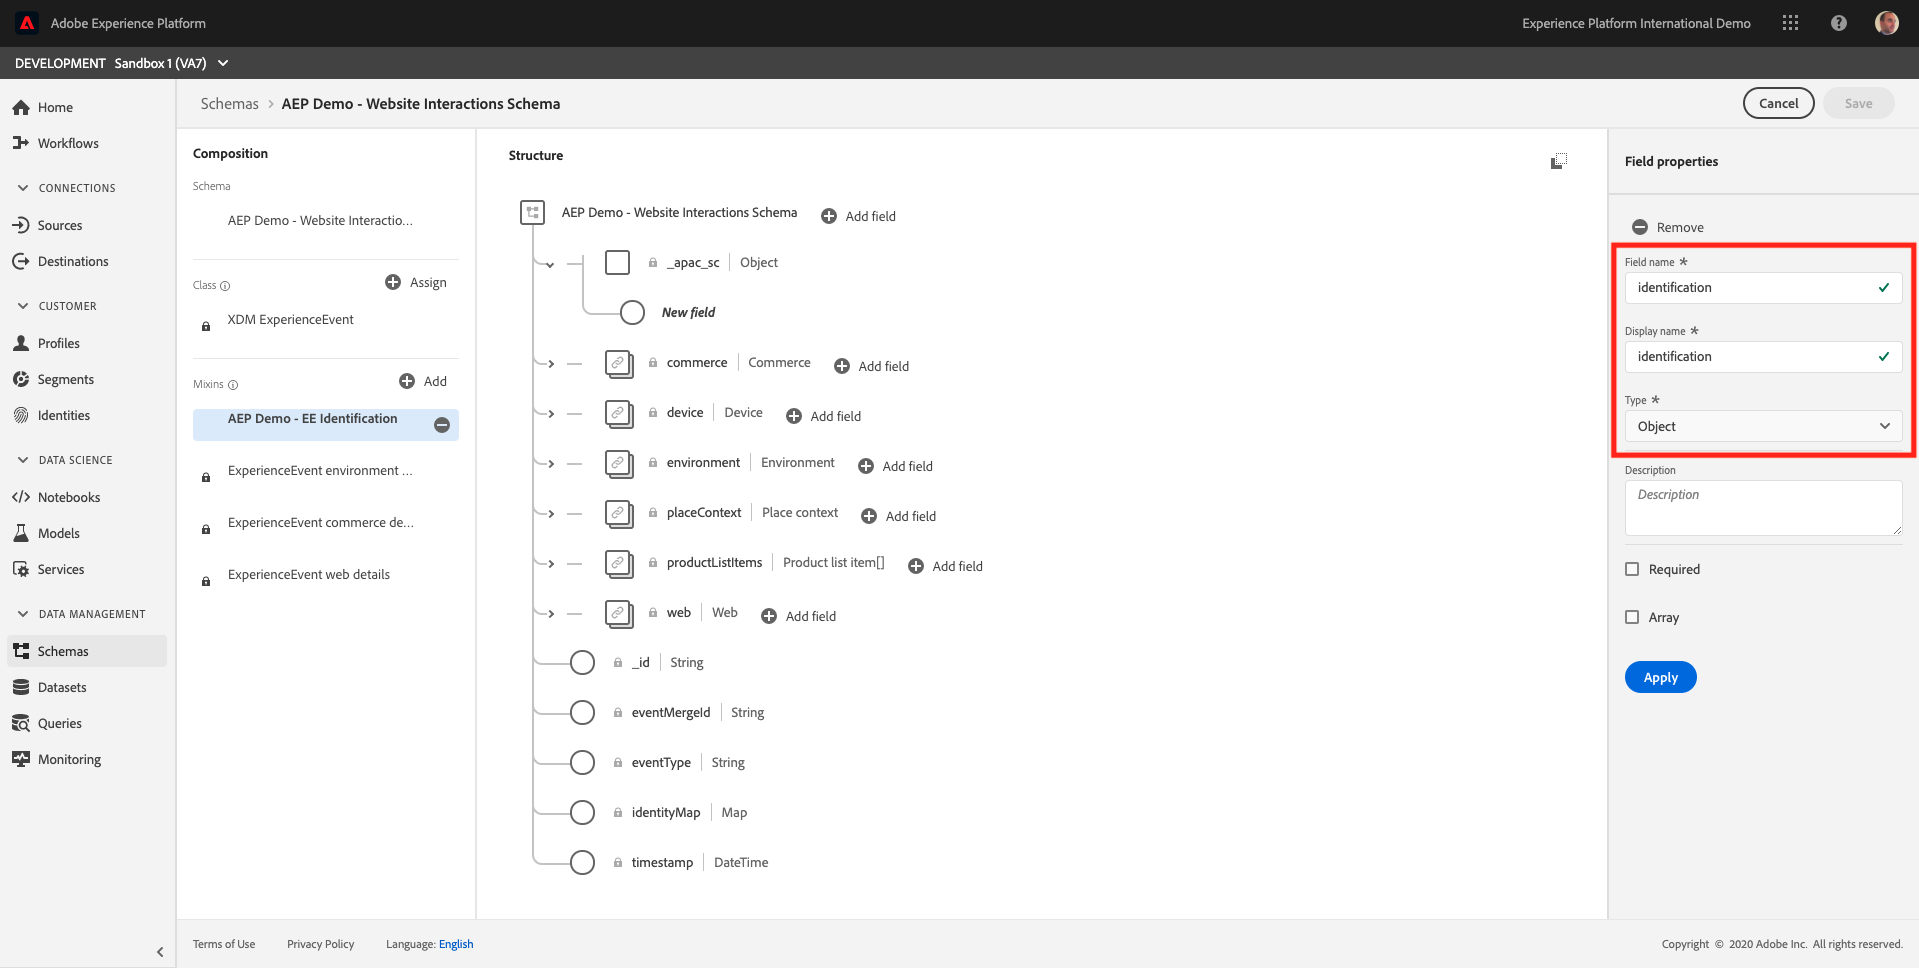 Adobe Experience Platform
Experience Platform International Demo
DEVELOPMENT Sandbox 1 (VA7)
Home
Workflows
CONNECTIONS
Sources
Destinations
CUSTOMER
Profiles
Segments
Identities
DATA SCIENCE
Notebooks
Models
Services
DATA MANAGEMENT
Schemas
Datasets
Queries
Monitoring
Schemas > AEP Demo - Website Interactions Schema
Cancel
Save
Composition
Schema
AEP Demo - Website Interactio...
Class
Assign
XDM ExperienceEvent
Mixins
Add
AEP Demo - EE Identification
ExperienceEvent environment ...
ExperienceEvent commerce de...
ExperienceEvent web details
Structure
AEP Demo - Website Interactions Schema Add field
_apac_sc Object
New field
commerce Commerce Add field
device Device Add field
environment Environment Add field
placeContext Place context Add field
productListItems Product list item[] Add field
web Web Add field
_id String
eventMergeId String
eventType String
identityMap Map
timestamp DateTime
Field properties
Remove
Field name *
identification
Display name *
identification
Type *
Object
Description
Description
Required
Array
Apply
Terms of Use Privacy Policy Language: English
Copyright © 2020 Adobe Inc. All rights reserved.